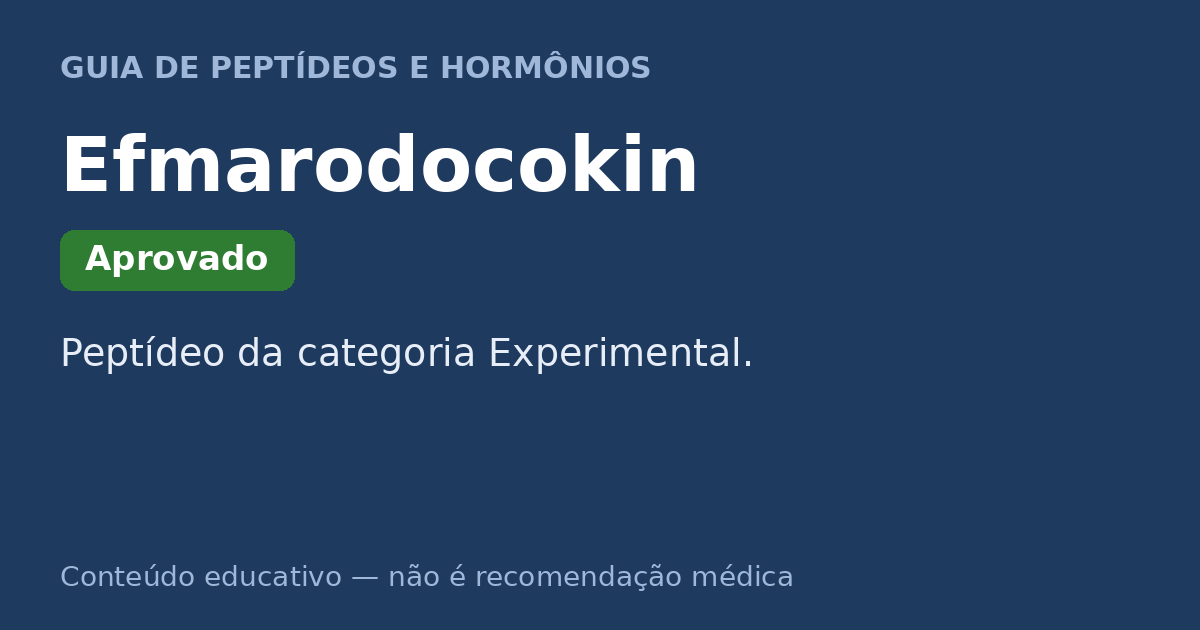 GUIA DE PEPTÍDEOS E HORMÔNIOS
Efmarodocokin
Aprovado
Peptídeo da categoria Experimental.
Conteúdo educativo — não é recomendação médica